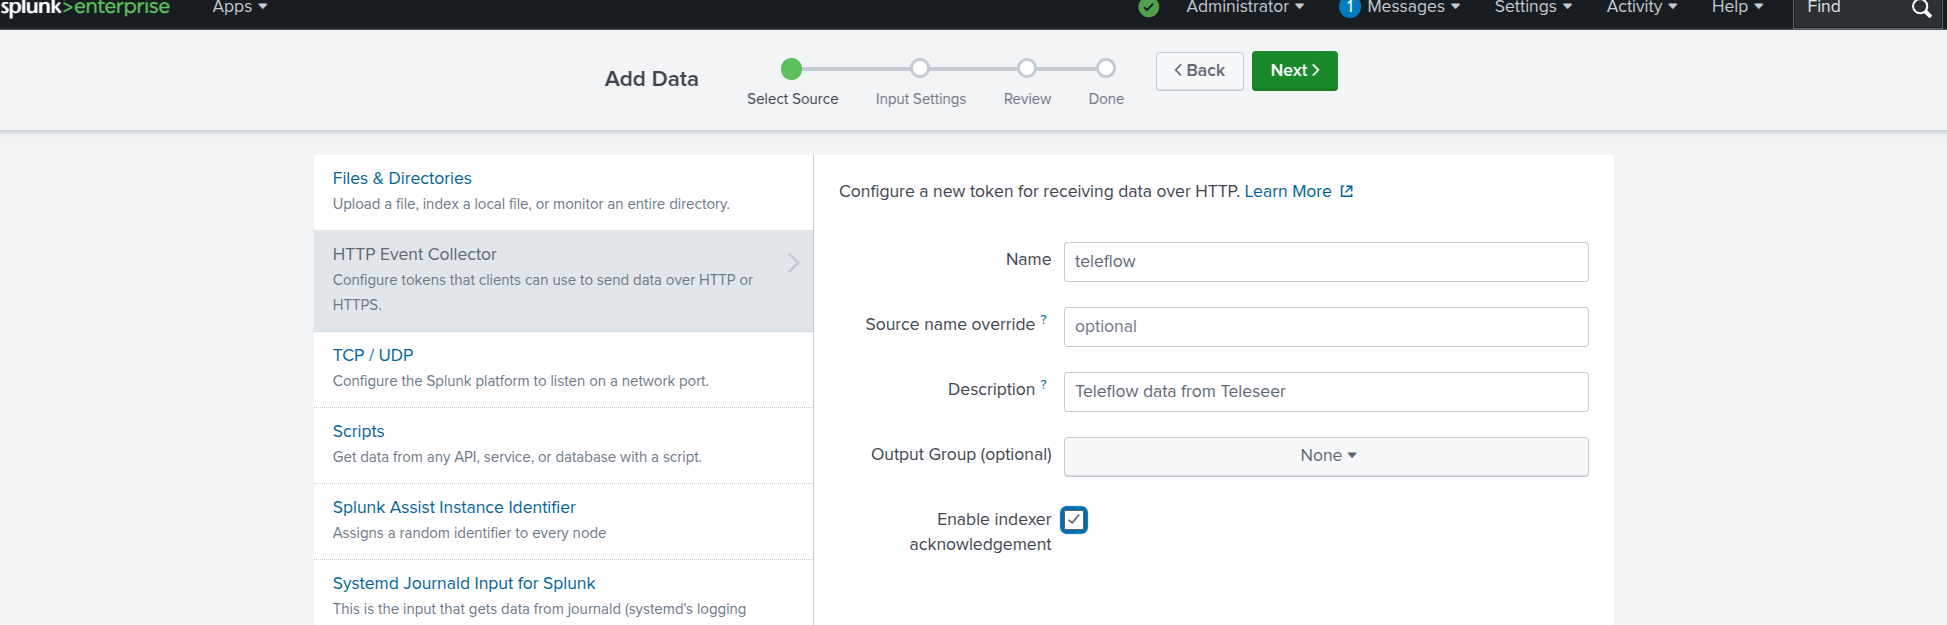 splunk>enterprise Apps Administrator 1 Messages Settings Activity Help Find
Add Data
Select Source Input Settings Review Done
Back Next
Files & Directories
Upload a file, index a local file, or monitor an entire directory.
HTTP Event Collector
Configure tokens that clients can use to send data over HTTP or
HTTPS.
TCP / UDP
Configure the Splunk platform to listen on a network port.
Scripts
Get data from any API, service, or database with a script.
Splunk Assist Instance Identifier
Assigns a random identifier to every node
Systemd Journald Input for Splunk
This is the input that gets data from journald (systemd's logging
Configure a new token for receiving data over HTTP. Learn More
Name teleflow
Source name override ? optional
Description ? Teleflow data from Teleseer
Output Group (optional) None
Enable indexer
acknowledgement